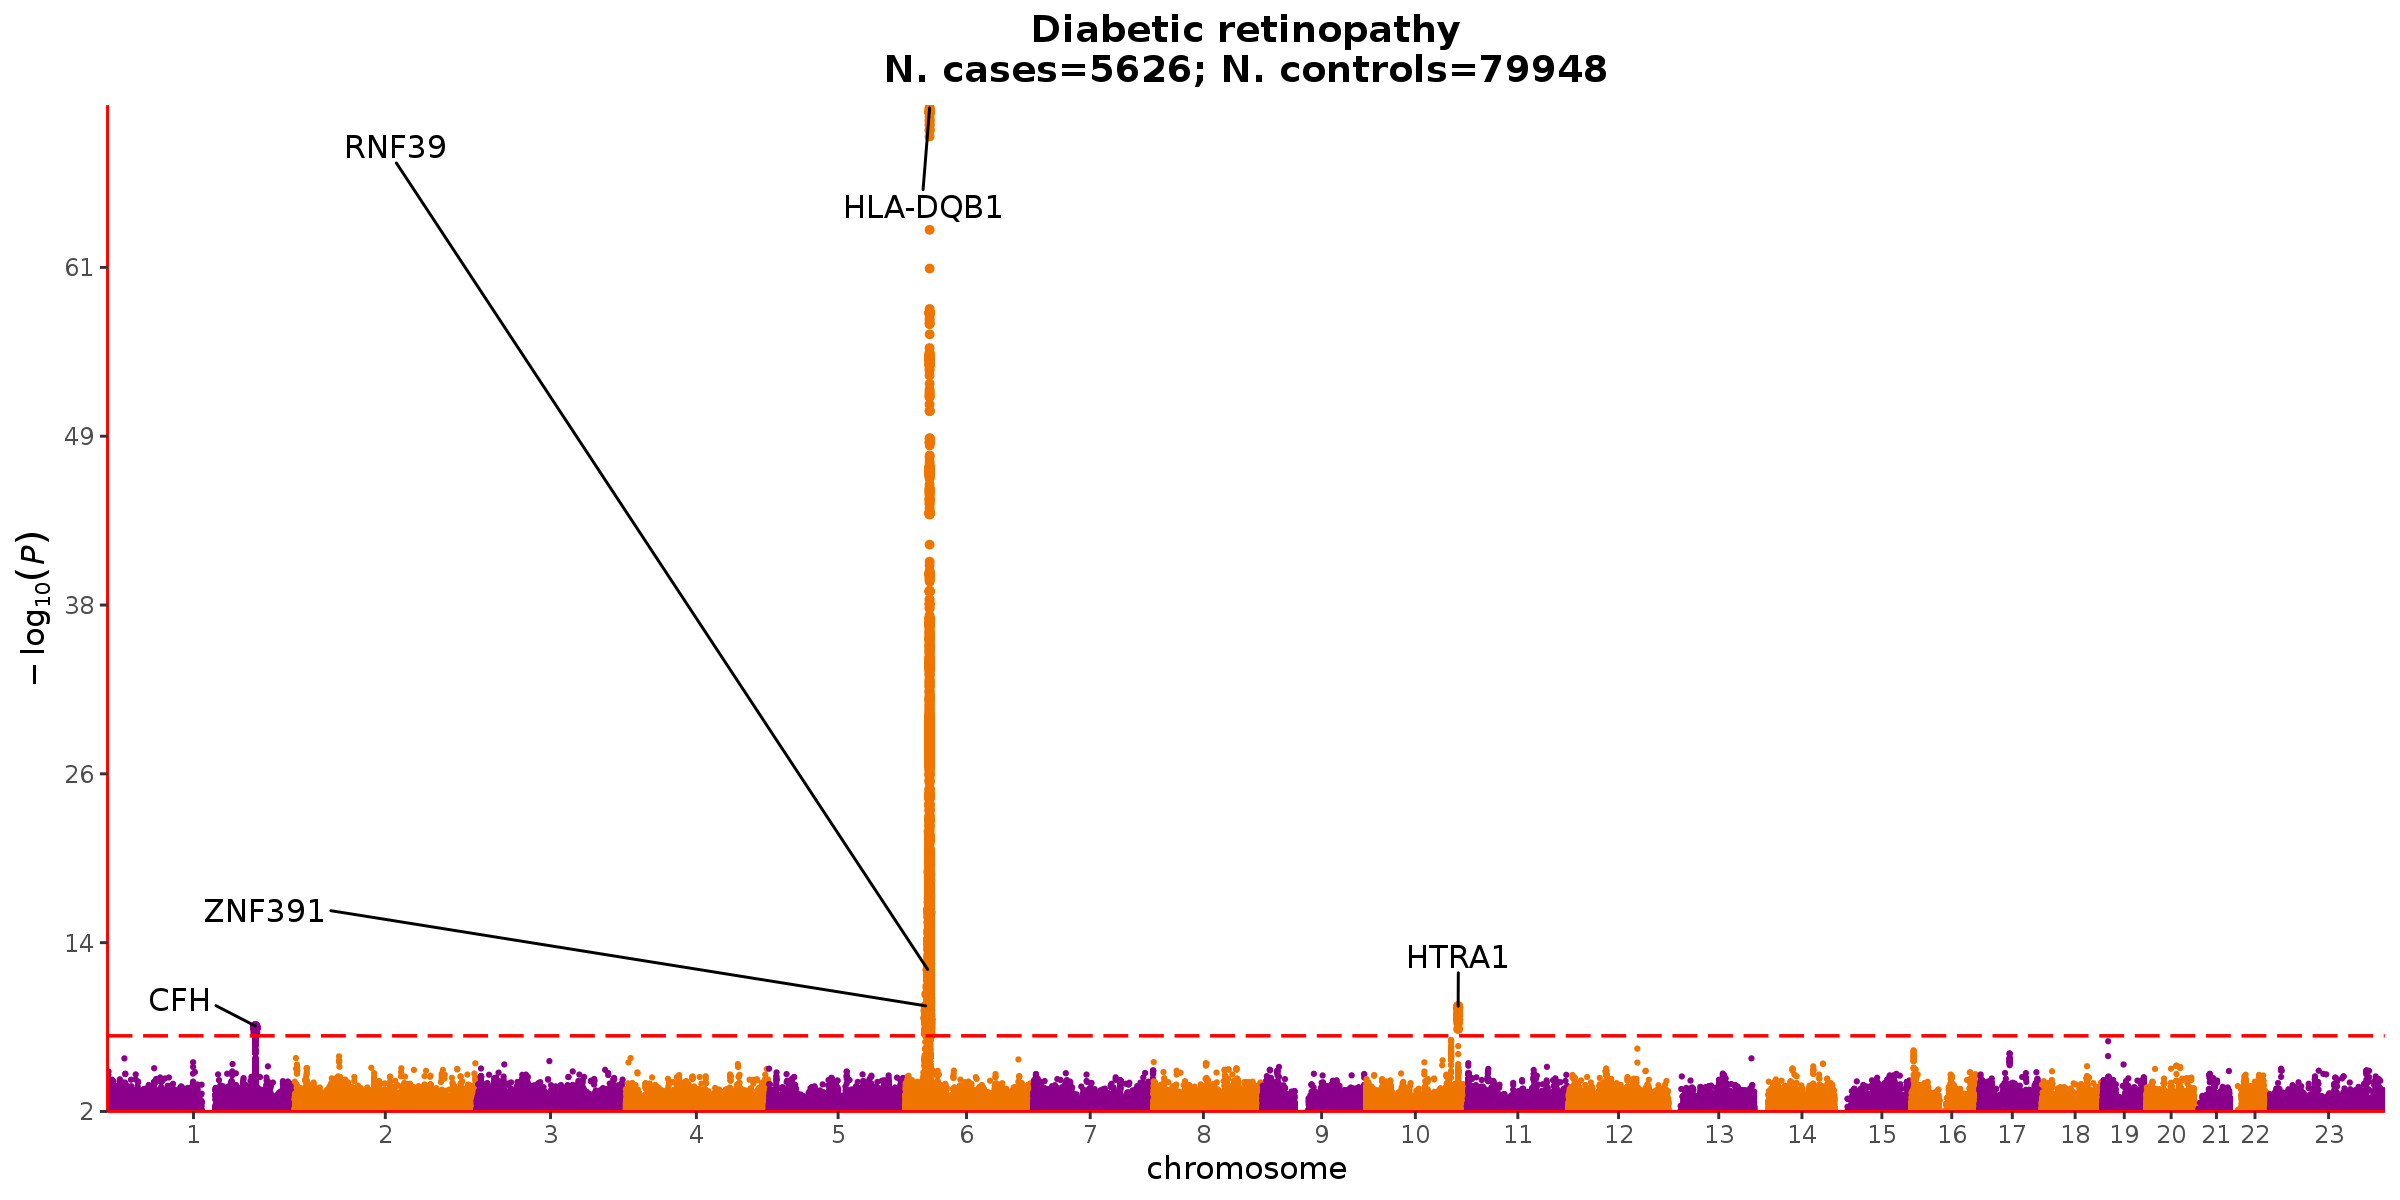 Diabetic retinopathy
N. cases=5626; N. controls=79948
RNF39
HLA-DQB1
ZNF391
CFH
HTRA1
61
49
38
26
14
2
−log10(P)
1 2 3 4 5 6 7 8 9 10 11 12 13 14 15 16 17 18 19 20 21 22 23
chromosome